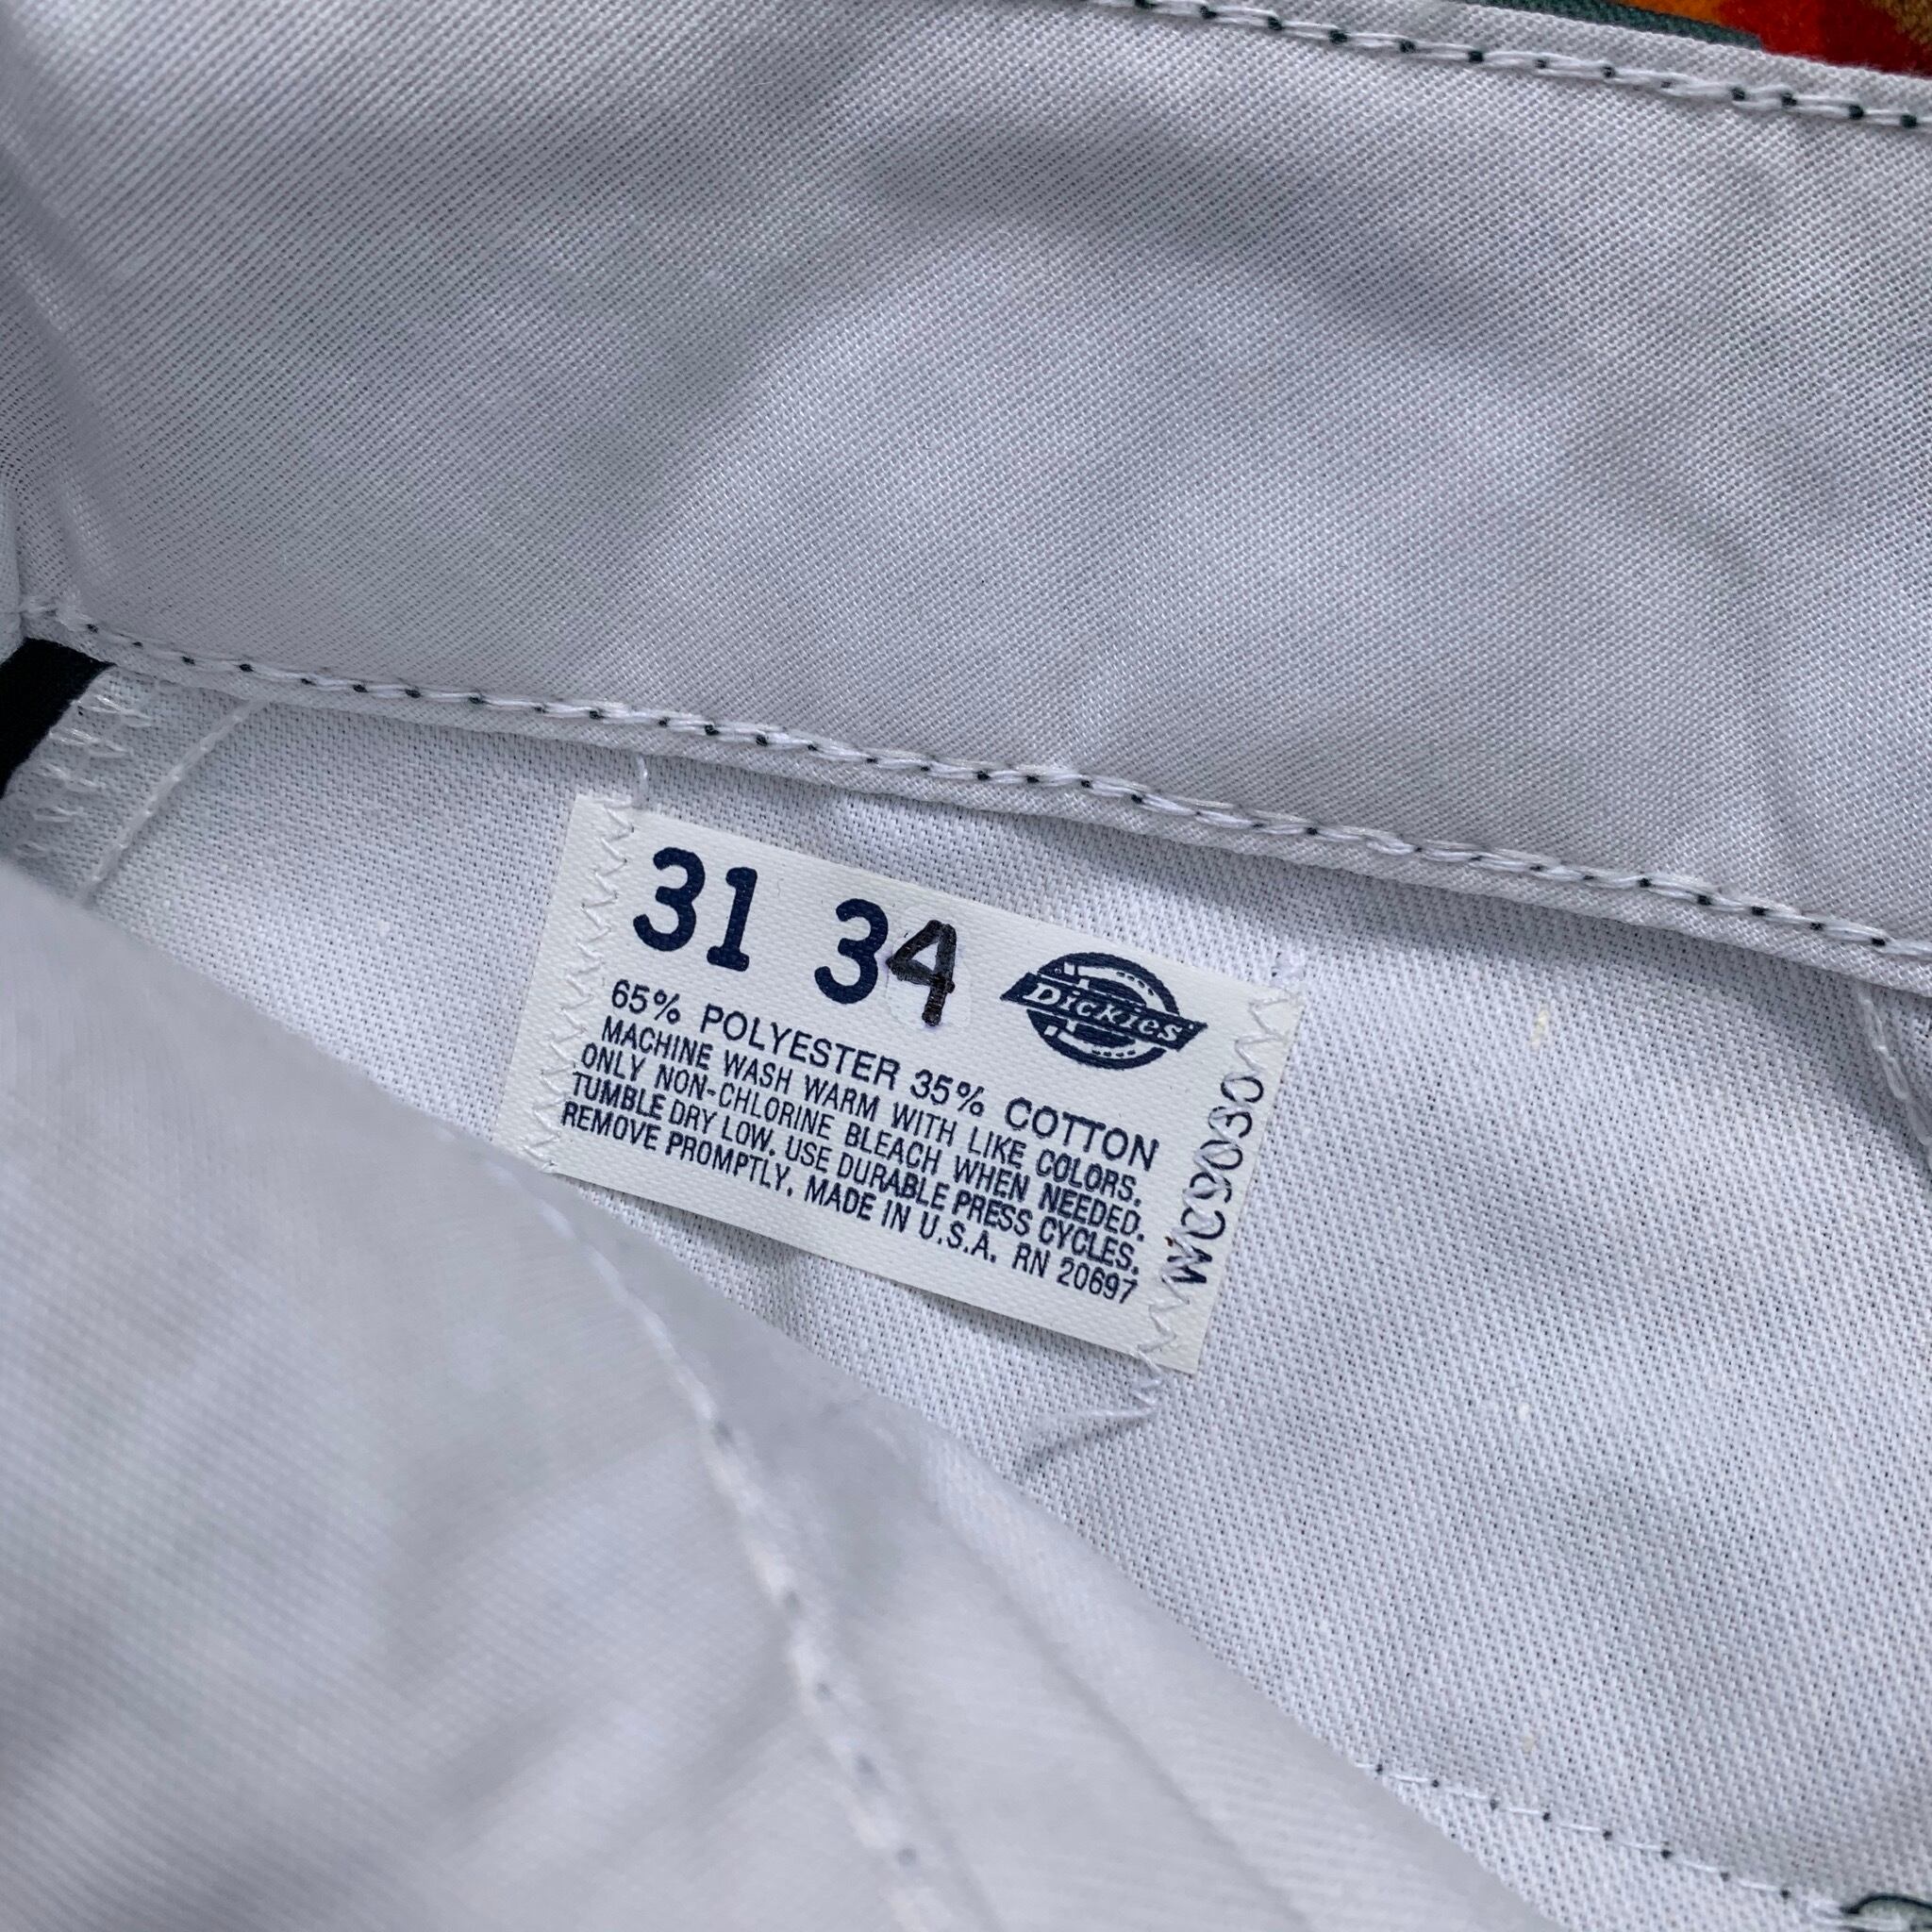 31 34
Dickies
65% POLYESTER 35% COTTON
MACHINE WASH WARM WITH LIKE COLORS.
ONLY NON-CHLORINE BLEACH WHEN NEEDED.
TUMBLE DRY LOW. USE DURABLE PRESS CYCLES.
REMOVE PROMPTLY. MADE IN U.S.A. RN 20697